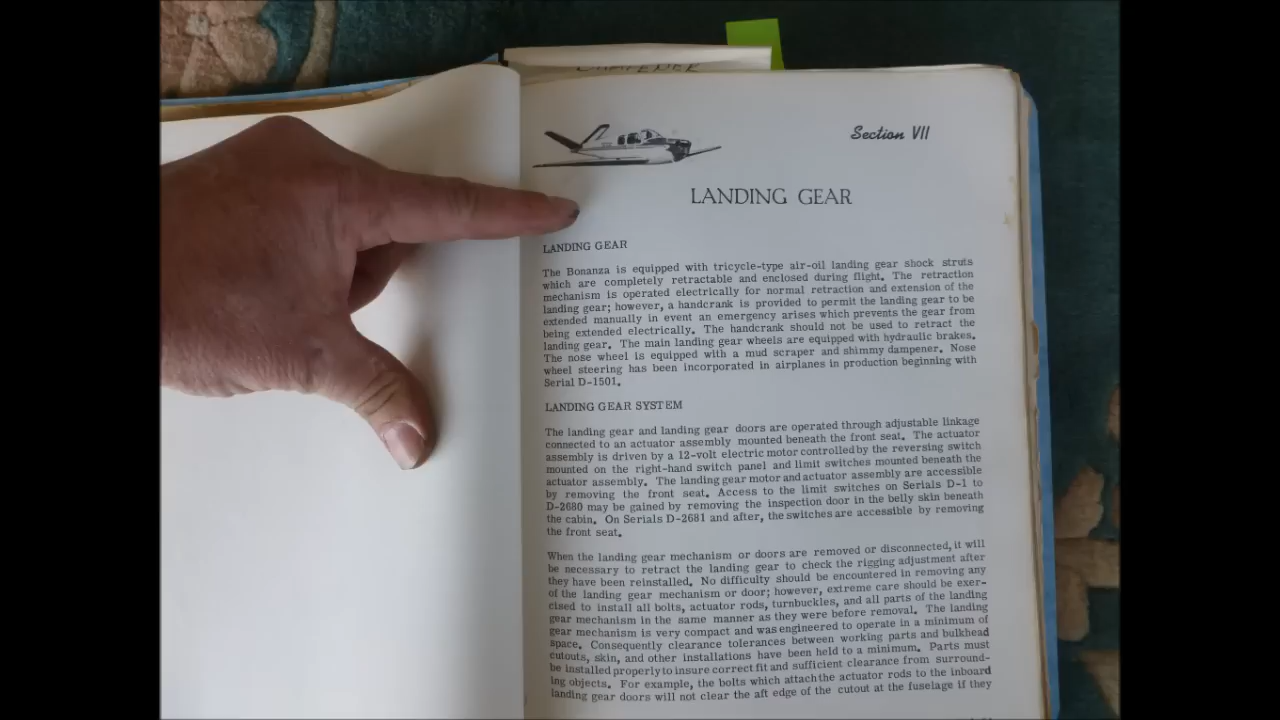 Section VII
LANDING GEAR
LANDING GEAR
The Bonanza is equipped with tricycle-type air-oil landing gear shock struts
which are completely retractable and enclosed during flight. The retraction
mechanism is operated electrically for normal retraction and extension of the
landing gear; however, a handcrank is provided to permit the landing gear to be
extended manually in event an emergency arises which prevents the gear from
being extended electrically. The handcrank should not be used to retract the
landing gear. The main landing gear wheels are equipped with hydraulic brakes.
The nose wheel is equipped with a mud scraper and shimmy dampener. Nose
wheel steering has been incorporated in airplanes in production beginning with
Serial D-1501.
LANDING GEAR SYSTEM
The landing gear and landing gear doors are operated through adjustable linkage
connected to an actuator assembly mounted beneath the front seat. The actuator
assembly is driven by a 12-volt electric motor controlled by the reversing switch
mounted on the right-hand switch panel and limit switches mounted beneath the
actuator assembly. The landing gear motor and actuator assembly are accessible
by removing the front seat. Access to the limit switches on Serials D-1 to
D-2680 may be gained by removing the inspection door in the belly skin beneath
the cabin. On Serials D-2681 and after, the switches are accessible by removing
the front seat.
When the landing gear mechanism or doors are removed or disconnected, it will
be necessary to retract the landing gear to check the rigging adjustment after
they have been reinstalled. No difficulty should be encountered in removing any
of the landing gear mechanism or door; however, extreme care should be exer-
cised to install all bolts, actuator rods, turnbuckles, and all parts of the landing
gear mechanism in the same manner as they were before removal. The landing
gear mechanism is very compact and was engineered to operate in a minimum of
space. Consequently clearance tolerances between working parts and bulkhead
cutouts, skin, and other installations have been held to a minimum. Parts must
be installed properly to insure correct fit and sufficient clearance from surround-
ing objects. For example, the bolts which attach the actuator rods to the inboard
landing gear doors will not clear the aft edge of the cutout at the fuselage if they